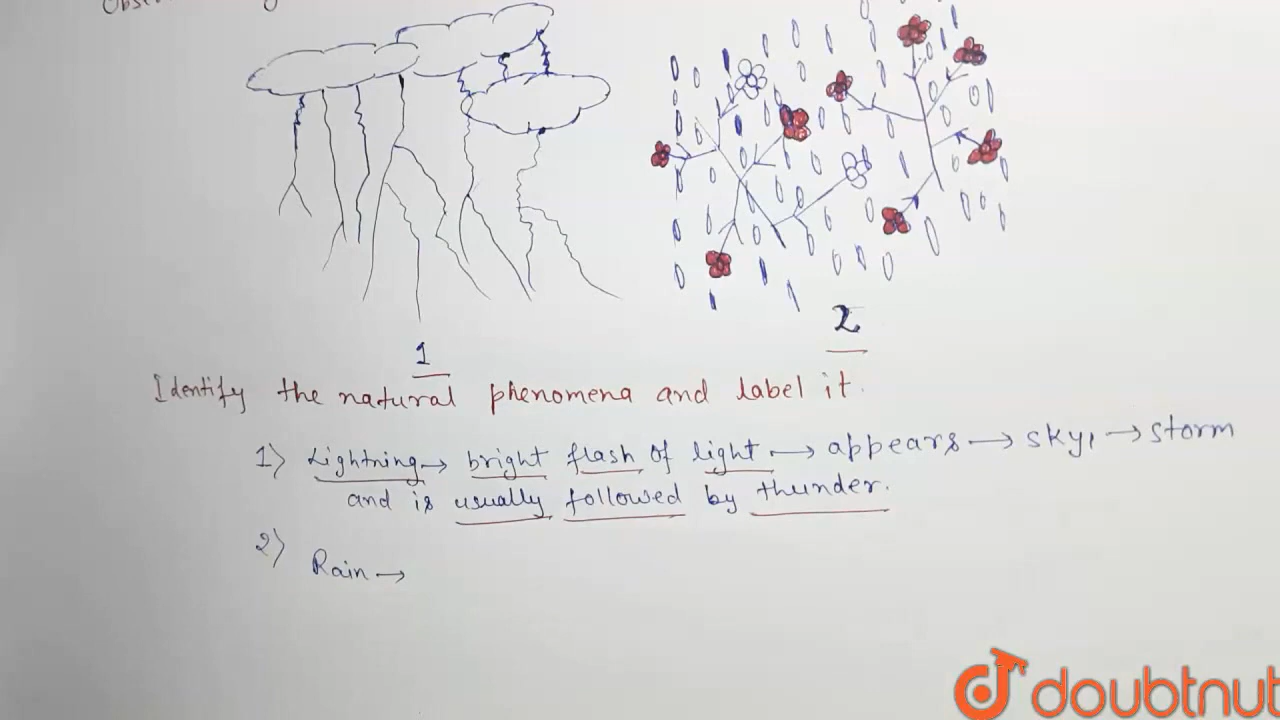 1
2
Identify the natural phenomena and label it.
1) Lightning→ bright flash of light → appears → sky, → storm
and is usually followed by thunder.
2) Rain →
doubtnut